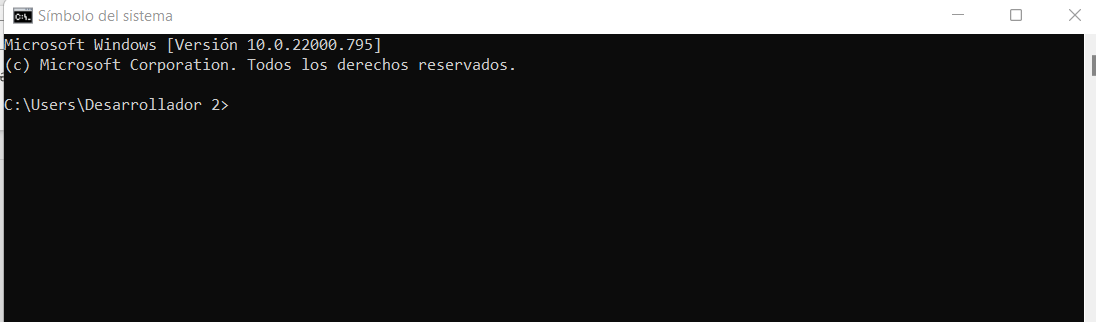 Símbolo del sistema
Microsoft Windows [Versión 10.0.22000.795]
(c) Microsoft Corporation. Todos los derechos reservados.
C:\Users\Desarrollador 2>